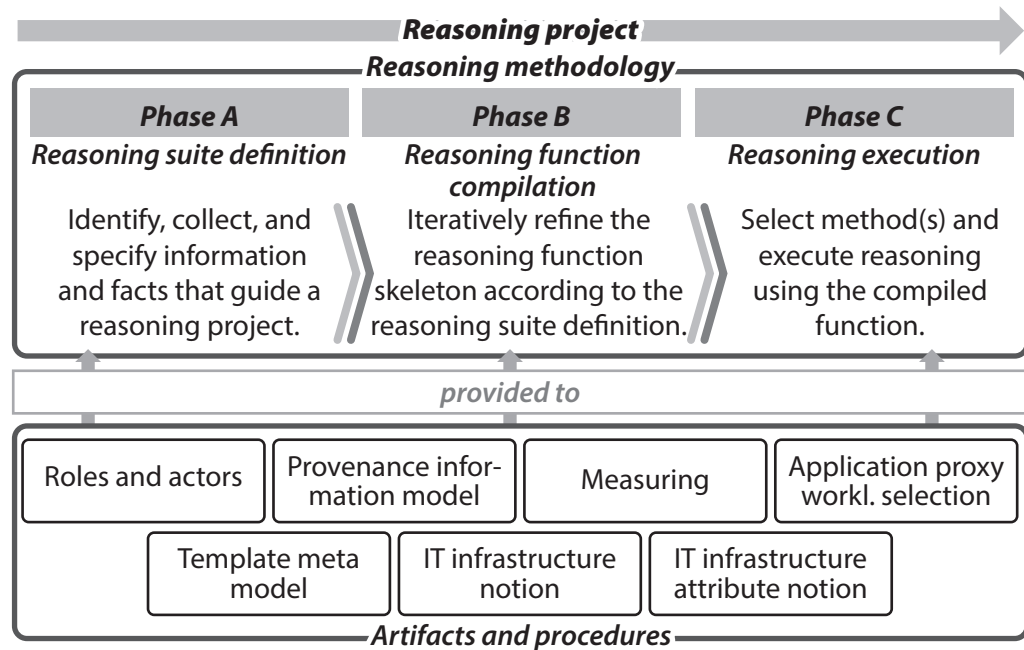 Reasoning project
Reasoning methodology
Phase A
Reasoning suite definition
Identify, collect, and
specify information
and facts that guide a
reasoning project.
Phase B
Reasoning function
compilation
Iteratively refine the
reasoning function
skeleton according to the
reasoning suite definition.
Phase C
Reasoning execution
Select method(s) and
execute reasoning
using the compiled
function.
provided to
Roles and actors
Provenance infor-
mation model
Measuring
Application proxy
workl. selection
Template meta
model
IT infrastructure
notion
IT infrastructure
attribute notion
Artifacts and procedures